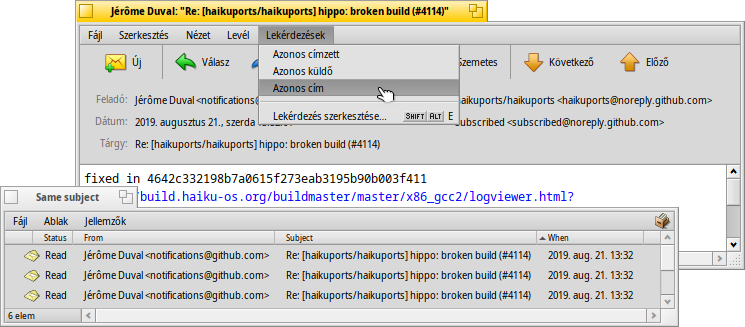 Jérôme Duval: "Re: [haikuports/haikuports] hippo: broken build (#4114)"
Fájl Szerkesztés Nézet Levél Lekérdezések
Új Válasz Szemetes Következő Előző
Azonos címzett
Azonos küldő
Azonos cím
Lekérdezés szerkesztése... SHIFT ALT E
Feladó: Jérôme Duval <notifications@ haikuports/haikuports <haikuports@noreply.github.com>
Dátum: 2019. augusztus 21., szerda Subscribed <subscribed@noreply.github.com>
Tárgy: Re: [haikuports/haikuports] hippo: broken build (#4114)
fixed in 4642c332198b7a0615f273eab3195b90b003f411
/build.haiku-os.org/buildmaster/master/x86_gcc2/logviewer.html?
Same subject
Fájl Ablak Jellemzők
Status From Subject When
Read Jérôme Duval <notifications@github.com> Re: [haikuports/haikuports] hippo: broken build (#4114) 2019. aug. 21. 13:32
Read Jérôme Duval <notifications@github.com> Re: [haikuports/haikuports] hippo: broken build (#4114) 2019. aug. 21. 13:32
Read Jérôme Duval <notifications@github.com> Re: [haikuports/haikuports] hippo: broken build (#4114) 2019. aug. 21. 13:32
6 elem